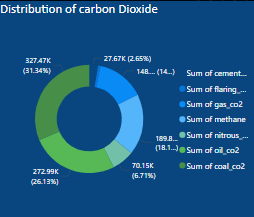 Distribution of carbon Dioxide
327.47K
(31.34%)
27.67K (2.65%)
148.... (14...)
189.8...
(18.1...)
70.15K
(6.71%)
272.99K
(26.13%)
Sum of cement...
Sum of flaring_...
Sum of gas_co2
Sum of methane
Sum of nitrous_...
Sum of oil_co2
Sum of coal_co2